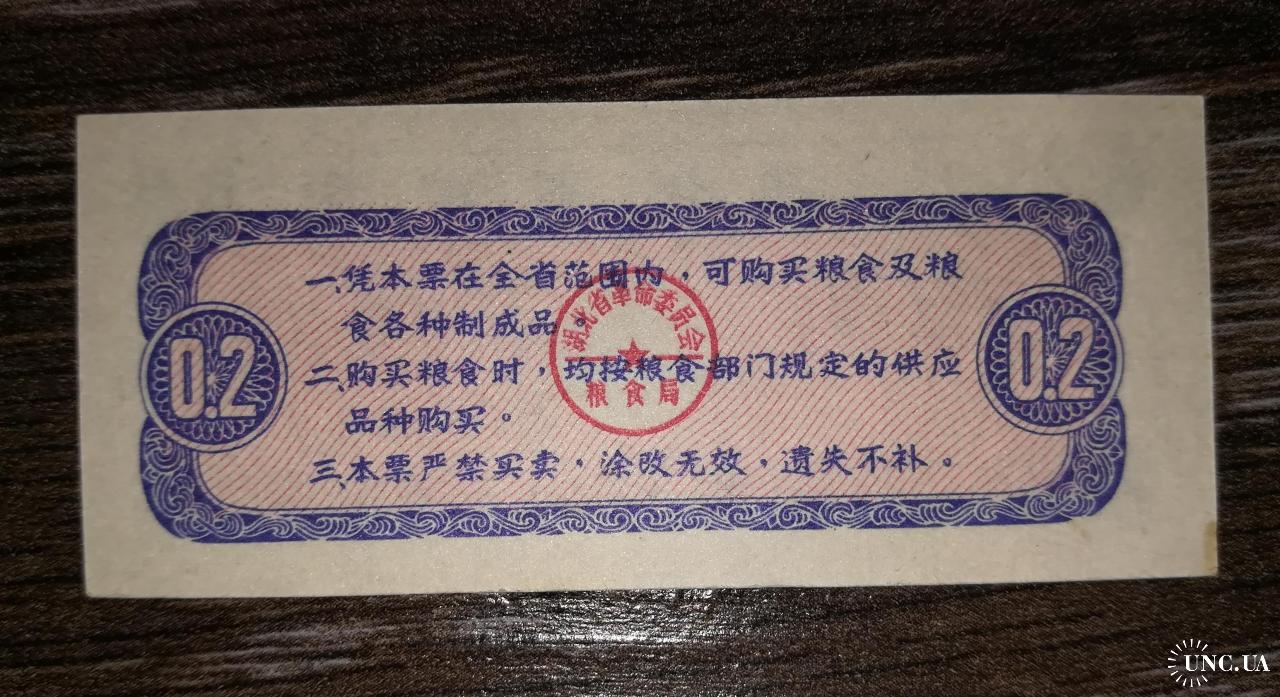 一、凭本票在全省范围内，可购买粮食及粮
食各种制成品。
二、购买粮食时，均按粮食部门规定的供应
品种购买。
三、本票严禁买卖，涂改无效，遗失不补。
湖北省革命委员会
粮食局
0.2
0.2
UNC.UA